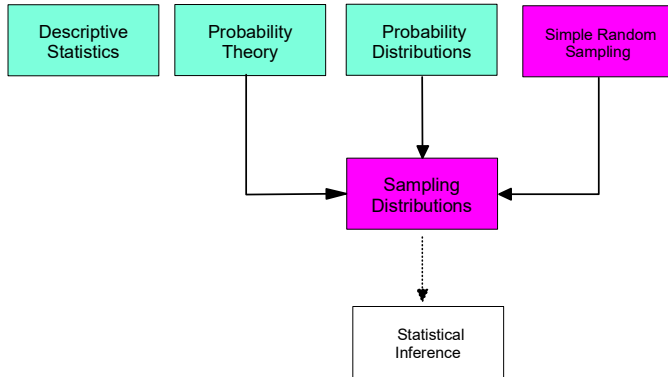 Descriptive
Statistics
Probability
Theory
Probability
Distributions
Simple Random
Sampling
Sampling
Distributions
Statistical
Inference